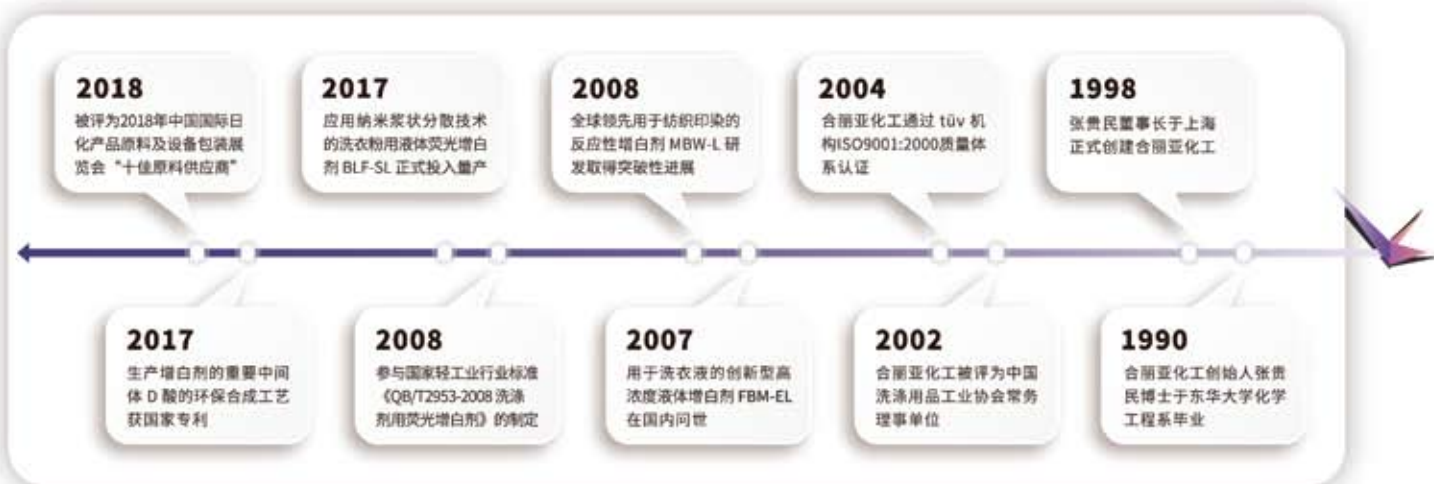 2018
被评为2018年中国国际日
化产品原料及设备包装展
览会“十佳原料供应商”
2017
应用纳米浆状分散技术
的洗衣粉用液体荧光增白
剂 BLF-SL 正式投入量产
2008
全球领先用于纺织印染的
反应性增白剂 MBW-L 研
发取得突破性进展
2004
合丽亚化工通过 tüv 机
构ISO9001:2000质量体
系认证
1998
张贵民董事长于上海
正式创建合丽亚化工
2017
生产增白剂的重要中间
体 D 酸的环保合成工艺
获国家专利
2008
参与国家轻工业行业标准
《QB/T2953-2008 洗涤
剂用荧光增白剂》的制定
2007
用于洗衣液的创新型高
浓度液体增白剂 FBM-EL
在国内问世
2002
合丽亚化工被评为中国
洗涤用品工业协会常务
理事单位
1990
合丽亚化工创始人张贵
民博士于东华大学化学
工程系毕业